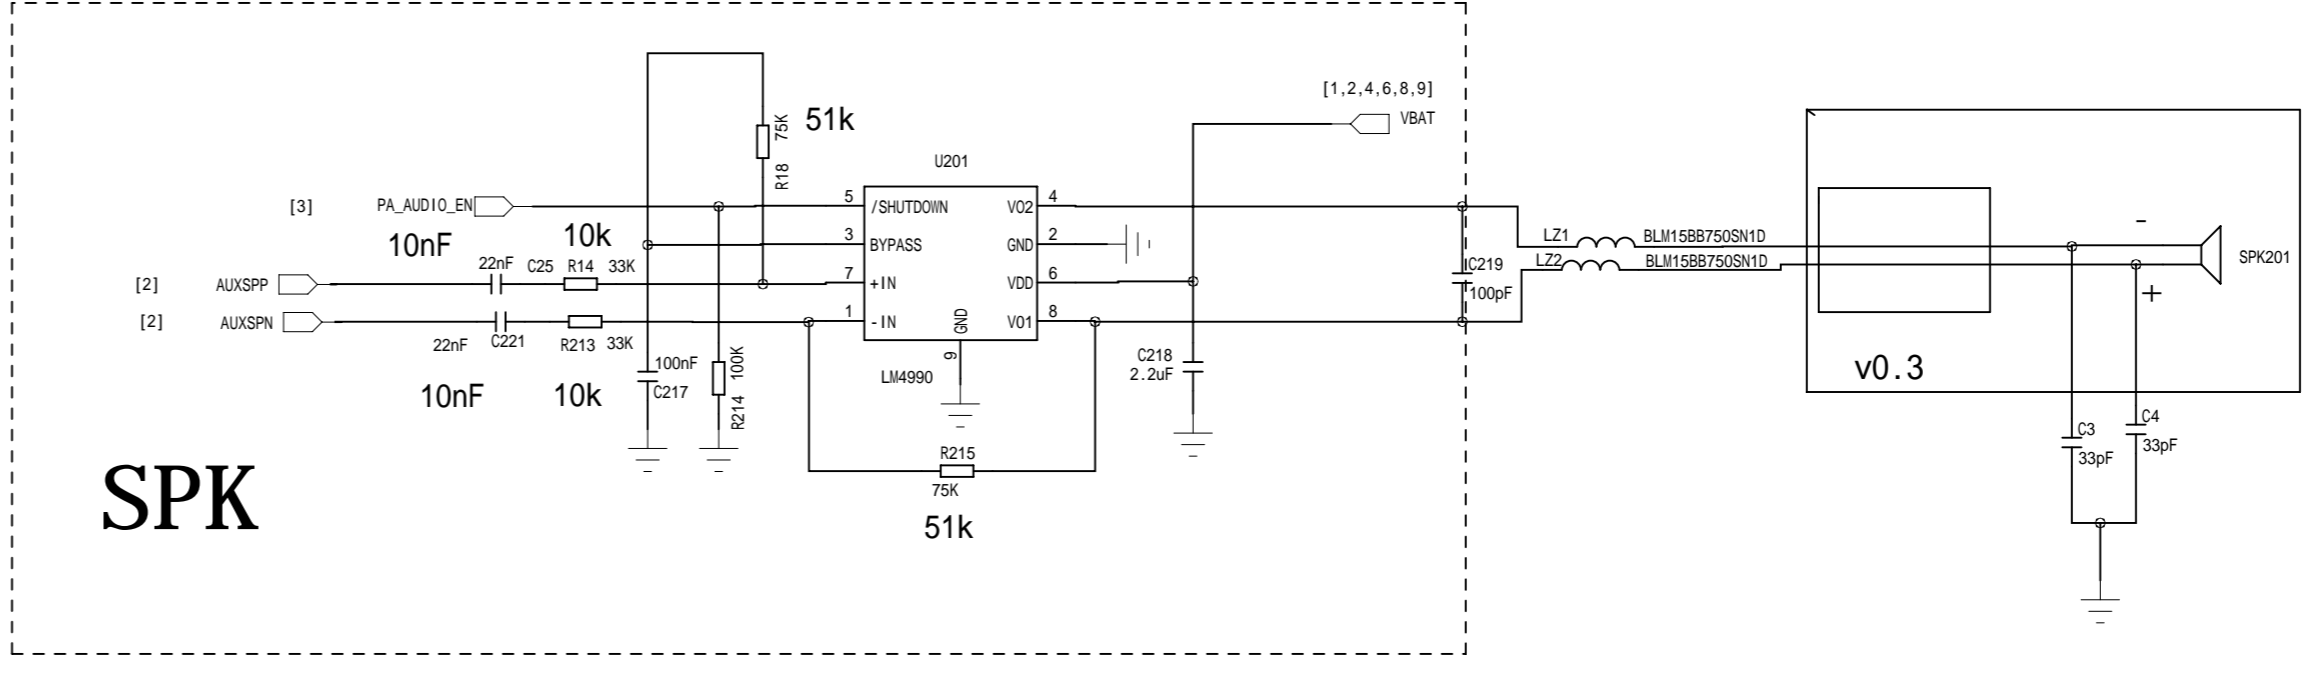 [1,2,4,6,8,9]
VBAT
75K
51k
R18
U201
[3]
PA_AUDIO_EN
5
/SHUTDOWN
VO2
4
10nF
10k
3
BYPASS
GND
2
LZ1
BLM15BB750SN1D
-
22nF
C25
R14
33K
LZ2
BLM15BB750SN1D
SPK201
[2]
AUXSPP
7
+IN
VDD
6
C219
100pF
+
[2]
AUXSPN
1
-IN
GND
VO1
8
22nF
C221
R213
33K
9
100nF
C217
100K
R214
LM4990
C218
2.2uF
v0.3
10nF
10k
C3
33pF
C4
33pF
R215
75K
51k
SPK